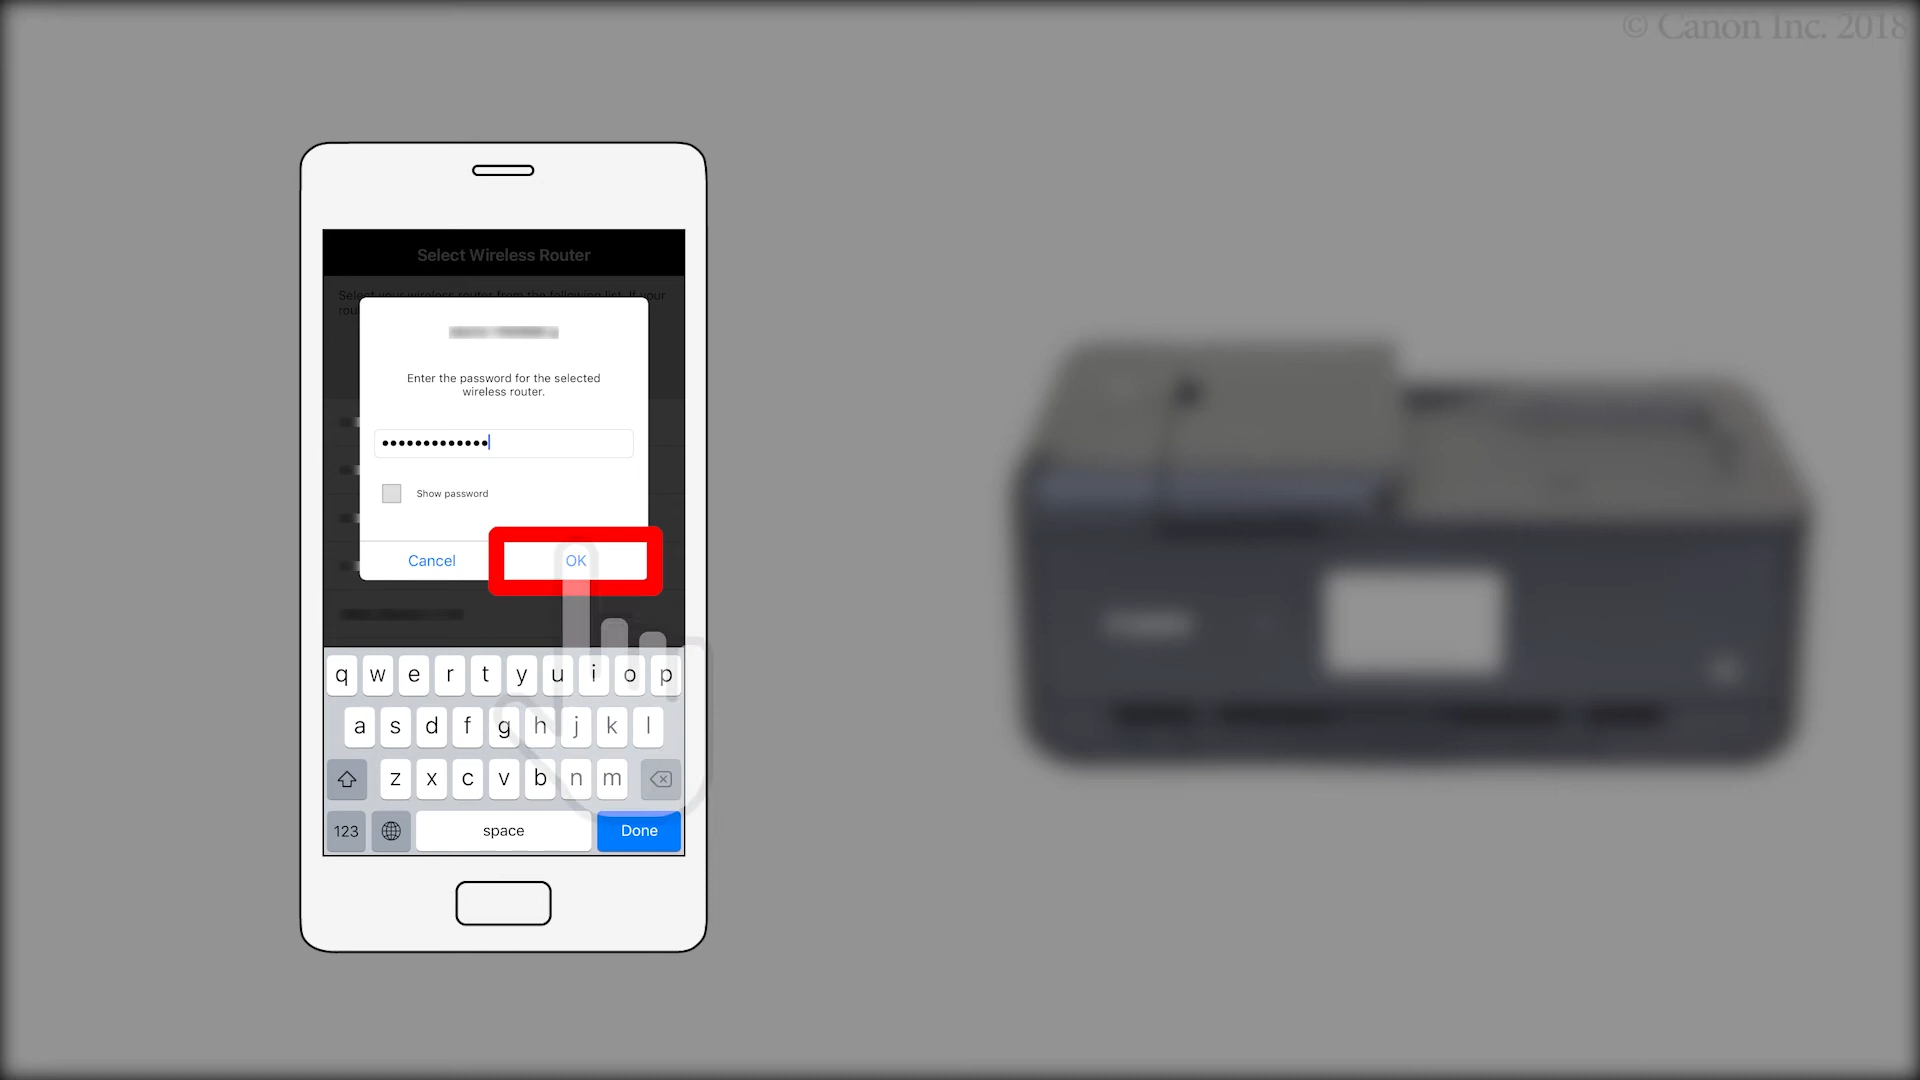 © Canon Inc. 2018
Select Wireless Router
Enter the password for the selected
wireless router.
•••••••••••••
Show password
Cancel
OK
q w e r t y u i o p
a s d f g h j k l
z x c v b n m
123
space
Done